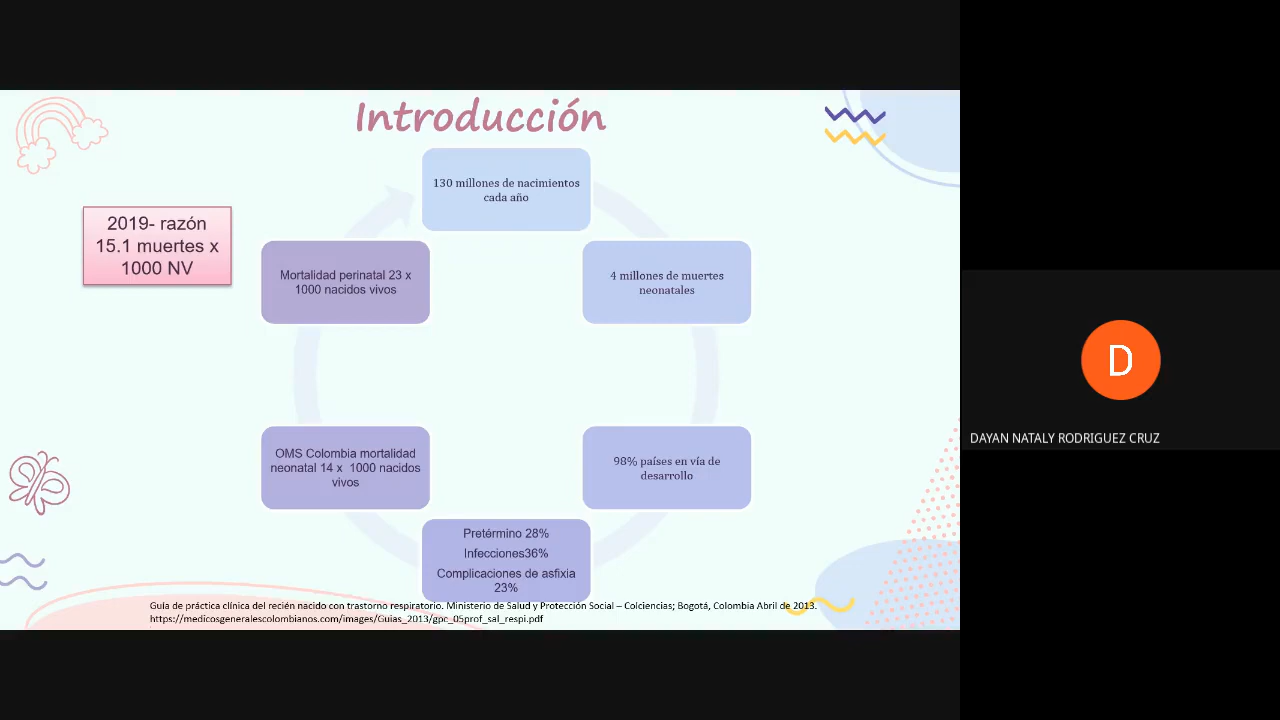 Introducción
130 millones de nacimientos
cada año
2019- razón
15.1 muertes x
1000 NV
Mortalidad perinatal 23 x
1000 nacidos vivos
4 millones de muertes
neonatales
OMS Colombia mortalidad
neonatal 14 x  1000 nacidos
vivos
98% países en vía de
desarrollo
Pretérmino 28%
Infecciones36%
Complicaciones de asfixia
23%
Guía de práctica clínica del recién nacido con trastorno respiratorio. Ministerio de Salud y Protección Social – Colciencias; Bogotá, Colombia Abril de 2013.
https://medicosgeneralescolombianos.com/images/Guias_2013/gpc_05prof_sal_respi.pdf
D
DAYAN NATALY RODRIGUEZ CRUZ